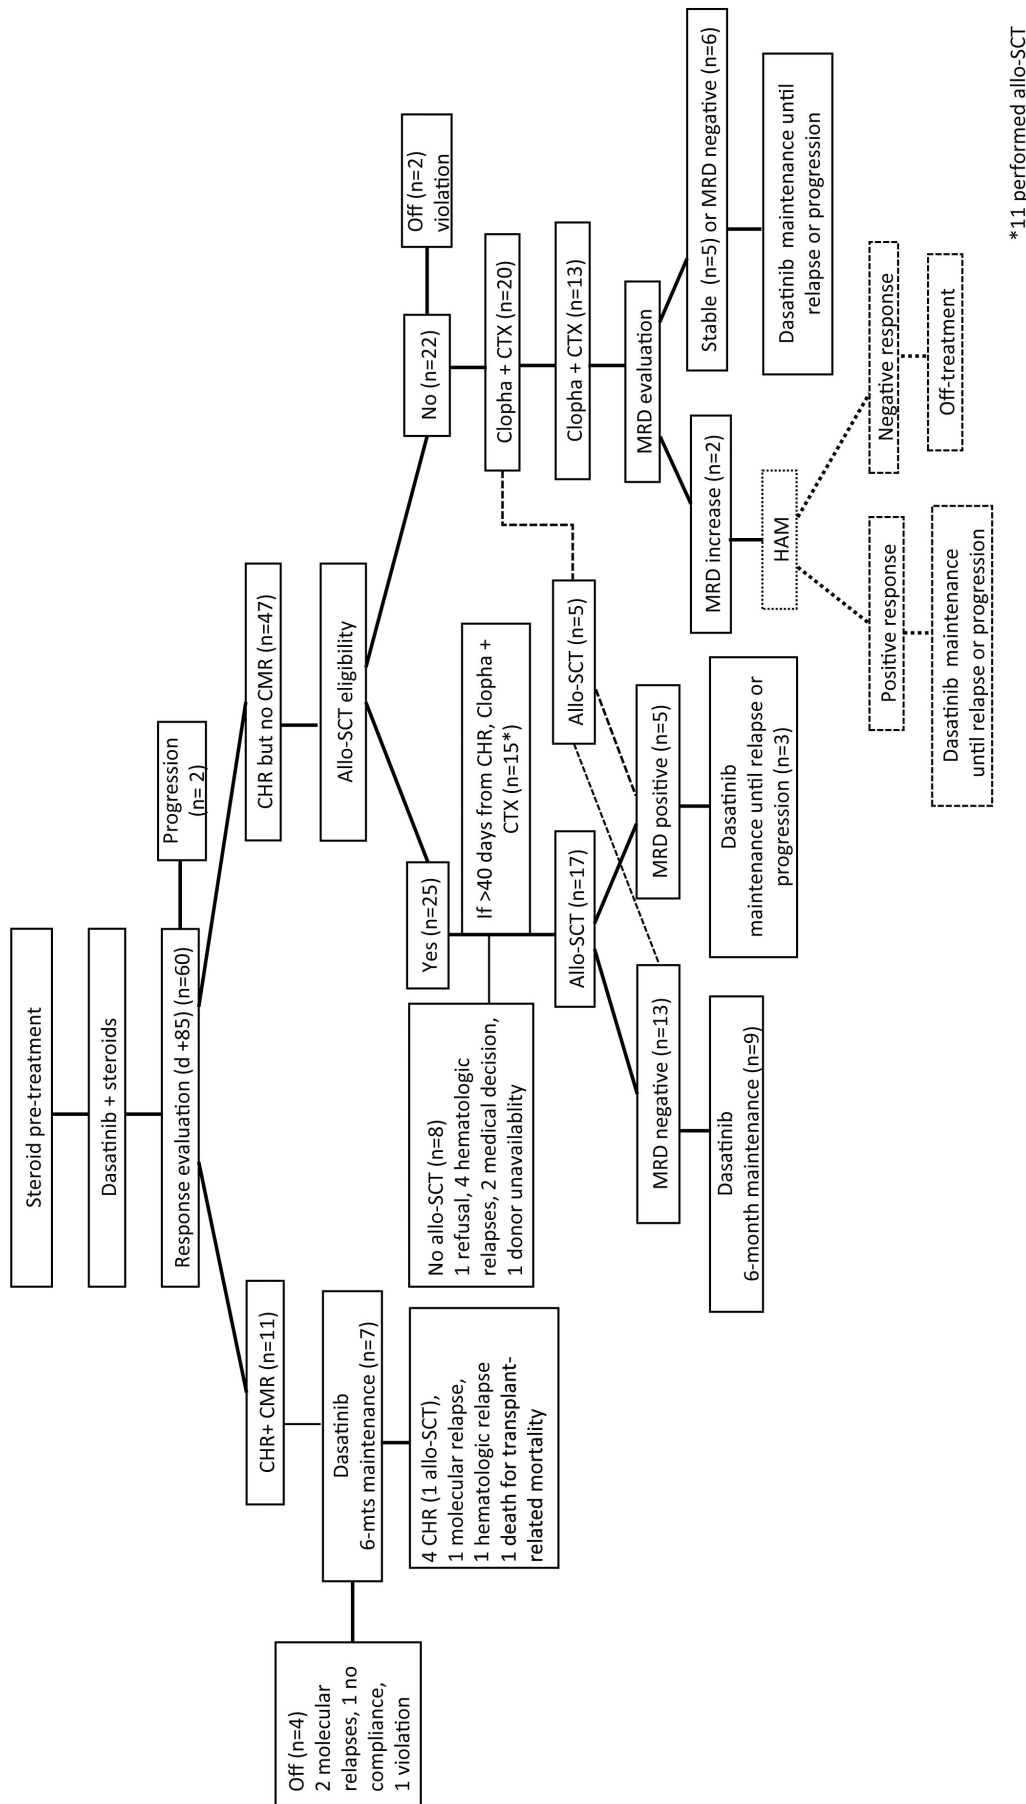 Steroid pre-treatment
Dasatinib + steroids
Response evaluation (d +85) (n=60)
Progression
(n= 2)
CHR+ CMR (n=11)
CHR but no CMR (n=47)
Off (n=4)
2 molecular
relapses, 1 no
compliance,
1 violation
Dasatinib
6-mts maintenance (n=7)
4 CHR (1 allo-SCT),
1 molecular relapse,
1 hematologic relapse
1 death for transplant-
related mortality
Allo-SCT eligibility
Yes (n=25)
No (n=22)
Off (n=2)
violation
No allo-SCT (n=8)
1 refusal, 4 hematologic
relapses, 2 medical decision,
1 donor unavailablity
If >40 days from CHR, Clopha +
CTX (n=15*)
Clopha + CTX (n=20)
Allo-SCT (n=17)
Allo-SCT (n=5)
Clopha + CTX (n=13)
MRD negative (n=13)
MRD positive (n=5)
MRD evaluation
Dasatinib
6-month maintenance (n=9)
Dasatinib
maintenance until relapse or
progression (n=3)
MRD increase (n=2)
Stable (n=5) or MRD negative (n=6)
HAM
Dasatinib maintenance until
relapse or progression
Positive response
Negative response
Dasatinib maintenance
until relapse or progression
Off-treatment
*11 performed allo-SCT